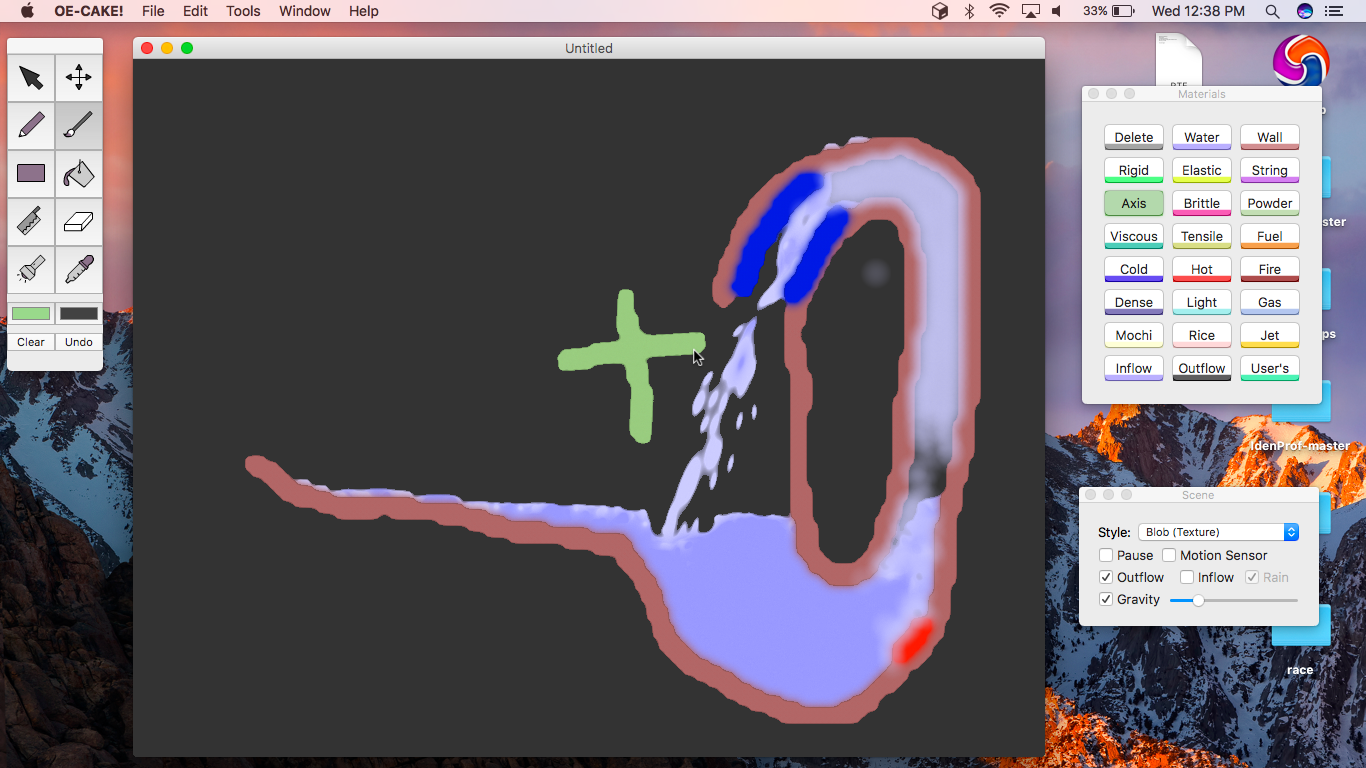 OE-CAKE! File Edit Tools Window Help 33% Wed 12:38 PM
Untitled
Clear Undo
Materials
Delete Water Wall
Rigid Elastic String
Axis Brittle Powder
Viscous Tensile Fuel
Cold Hot Fire
Dense Light Gas
Mochi Rice Jet
Inflow Outflow User's
Scene
Style: Blob (Texture)
Pause Motion Sensor
Outflow Inflow Rain
Gravity
ster
ps
IdenProf-master
race